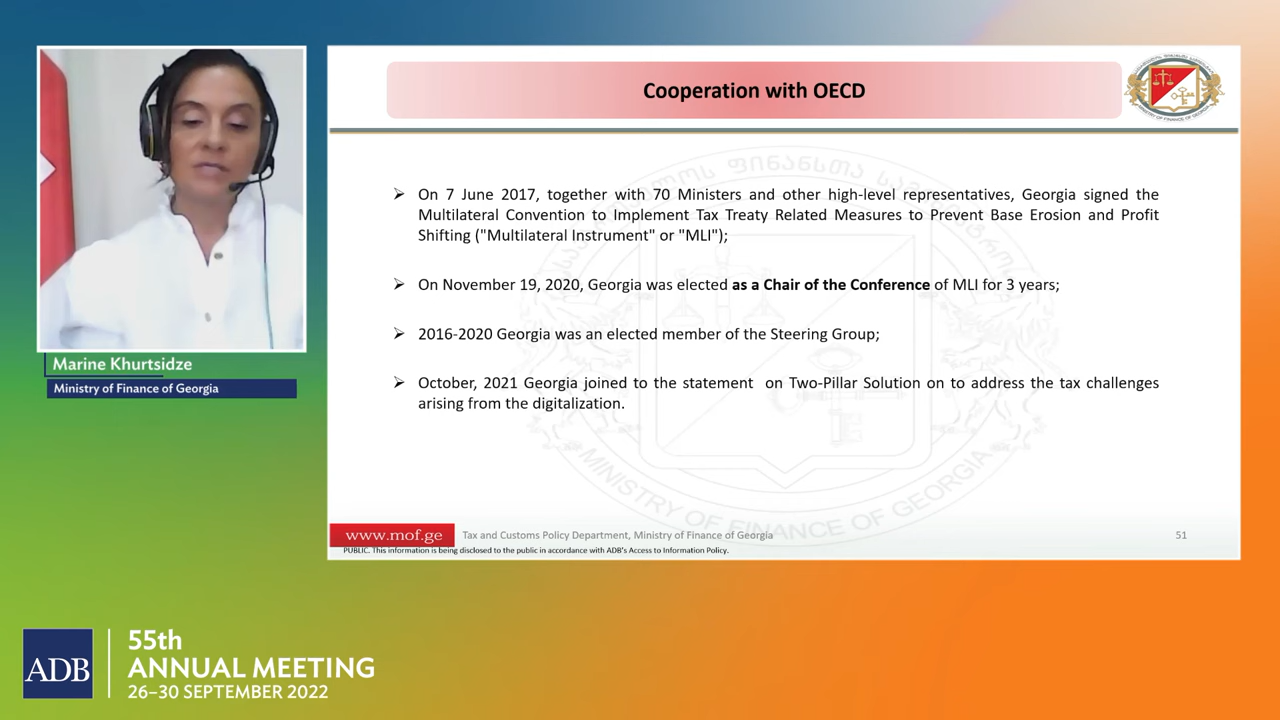 Cooperation with OECD
➢ On 7 June 2017, together with 70 Ministers and other high-level representatives, Georgia signed the
Multilateral Convention to Implement Tax Treaty Related Measures to Prevent Base Erosion and Profit
Shifting ("Multilateral Instrument" or "MLI");
➢ On November 19, 2020, Georgia was elected as a Chair of the Conference of MLI for 3 years;
➢ 2016-2020 Georgia was an elected member of the Steering Group;
➢ October, 2021 Georgia joined to the statement on Two-Pillar Solution on to address the tax challenges
arising from the digitalization.
MINISTRY OF FINANCE OF GEORGIA
www.mof.ge
Tax and Customs Policy Department, Ministry of Finance of Georgia
51
PUBLIC. This information is being disclosed to the public in accordance with ADB's Access to Information Policy.
Marine Khurtsidze
Ministry of Finance of Georgia
ADB
55th
ANNUAL MEETING
26–30 SEPTEMBER 2022